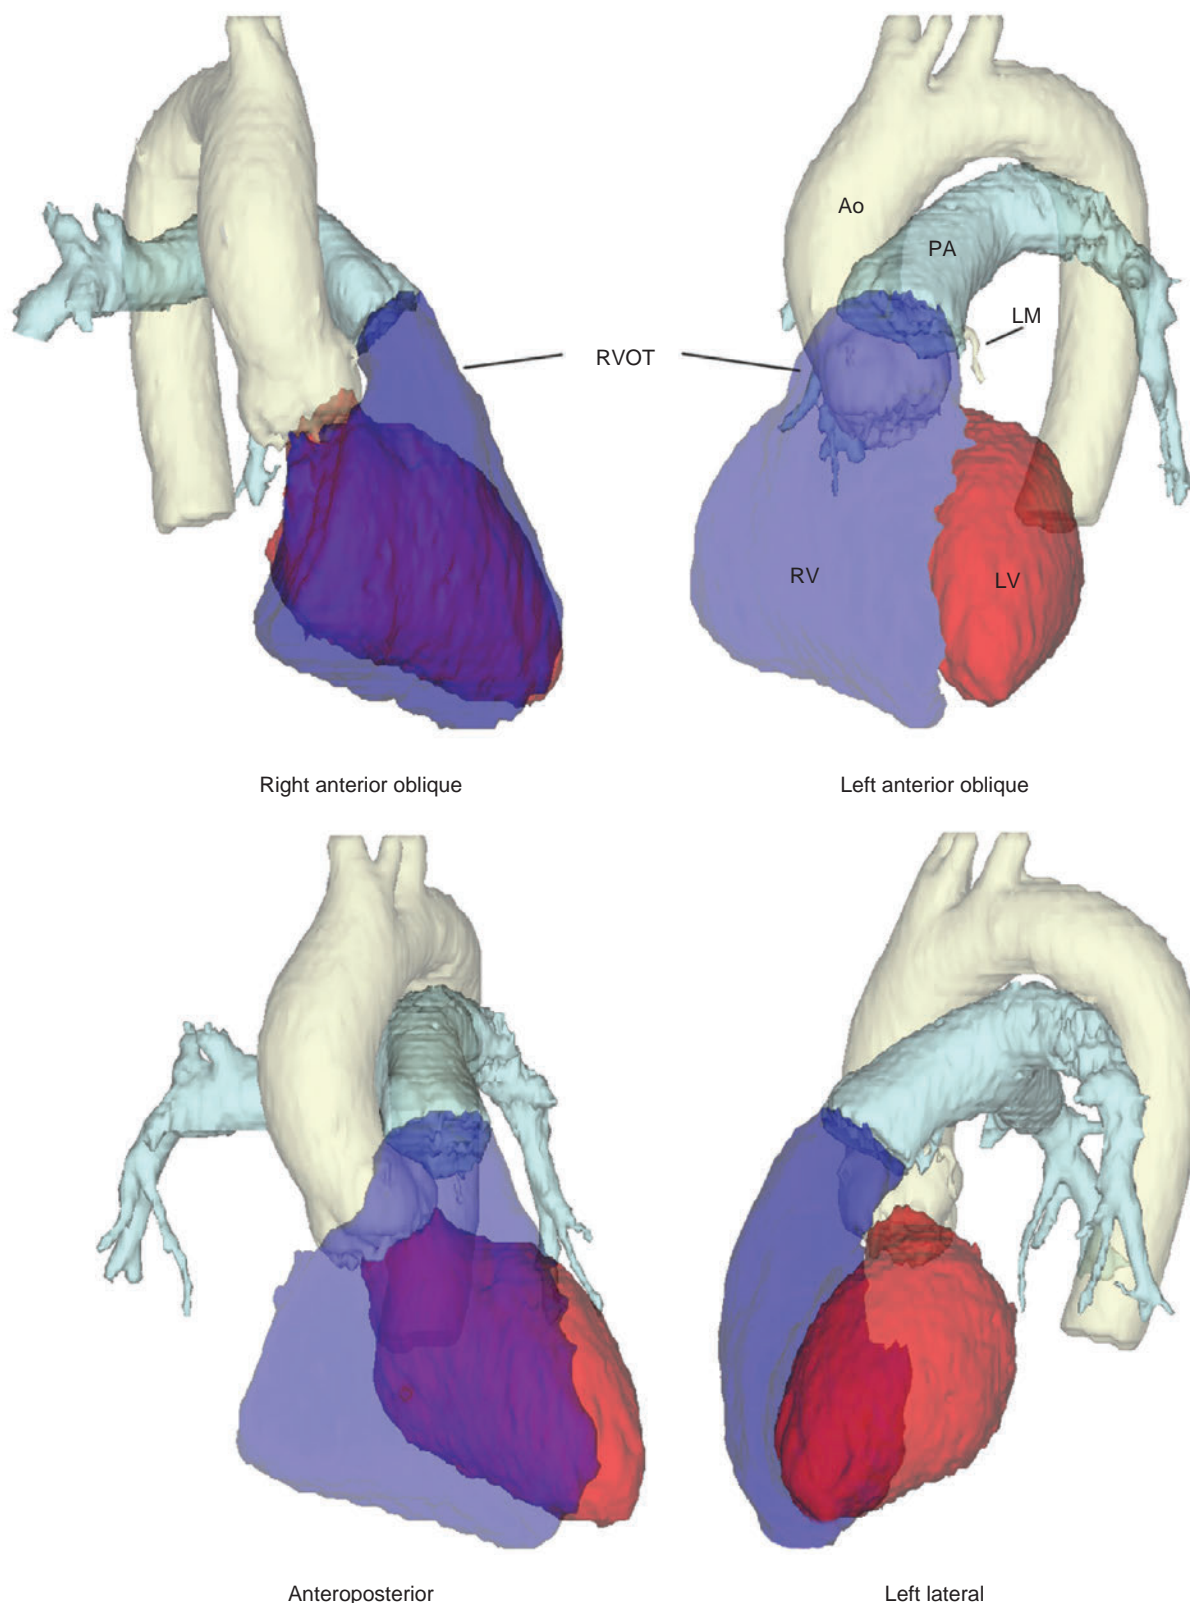 Ao
PA
LM
RVOT
RV
LV
Right anterior oblique
Left anterior oblique
Anteroposterior
Left lateral